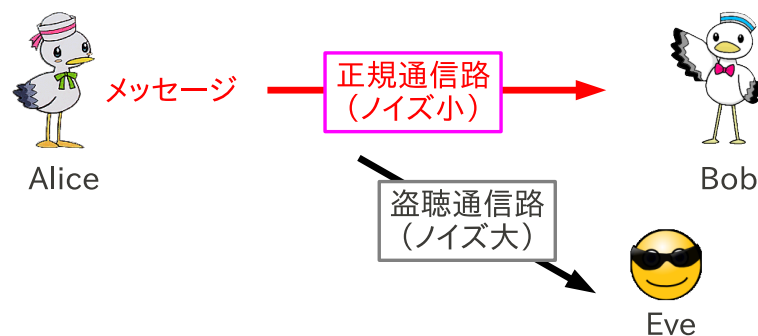 メッセージ
正規通信路
（ノイズ小）
Alice
Bob
盗聴通信路
（ノイズ大）
Eve